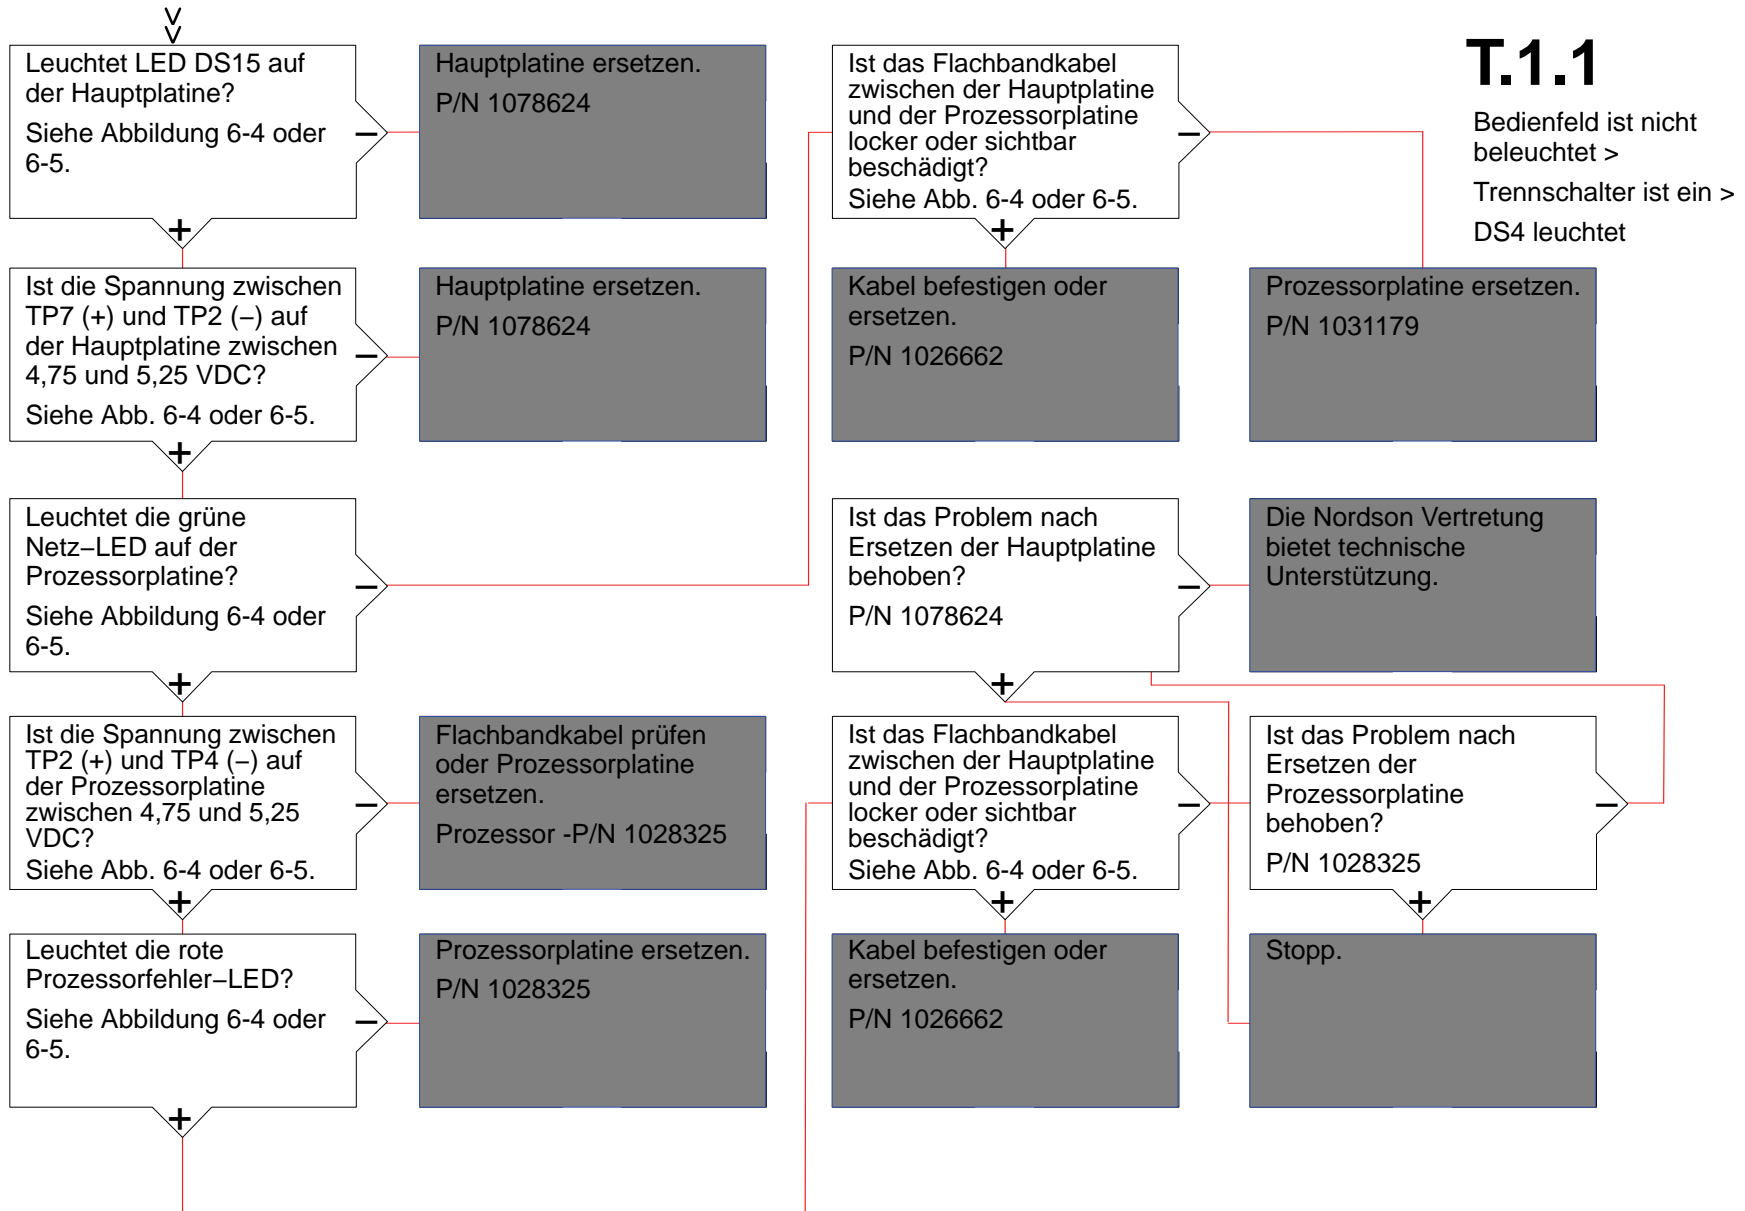 Leuchtet LED DS15 auf
der Hauptplatine?
Siehe Abbildung 6-4 oder
6-5.
–
+
Hauptplatine ersetzen.
P/N 1078624
Ist das Flachbandkabel
zwischen der Hauptplatine
und der Prozessorplatine
locker oder sichtbar
beschädigt?
Siehe Abb. 6-4 oder 6-5.
–
+
T.1.1
Bedienfeld ist nicht
beleuchtet >
Trennschalter ist ein >
DS4 leuchtet
Ist die Spannung zwischen
TP7 (+) und TP2 (–) auf
der Hauptplatine zwischen
4,75 und 5,25 VDC?
Siehe Abb. 6-4 oder 6-5.
–
+
Hauptplatine ersetzen.
P/N 1078624
Kabel befestigen oder
ersetzen.
P/N 1026662
Prozessorplatine ersetzen.
P/N 1031179
Leuchtet die grüne
Netz–LED auf der
Prozessorplatine?
Siehe Abbildung 6-4 oder
6-5.
–
+
Ist das Problem nach
Ersetzen der Hauptplatine
behoben?
P/N 1078624
–
+
Die Nordson Vertretung
bietet technische
Unterstützung.
Ist die Spannung zwischen
TP2 (+) und TP4 (–) auf
der Prozessorplatine
zwischen 4,75 und 5,25
VDC?
Siehe Abb. 6-4 oder 6-5.
–
+
Flachbandkabel prüfen
oder Prozessorplatine
ersetzen.
Prozessor -P/N 1028325
Ist das Flachbandkabel
zwischen der Hauptplatine
und der Prozessorplatine
locker oder sichtbar
beschädigt?
Siehe Abb. 6-4 oder 6-5.
–
+
Ist das Problem nach
Ersetzen der
Prozessorplatine
behoben?
P/N 1028325
–
+
Leuchtet die rote
Prozessorfehler–LED?
Siehe Abbildung 6-4 oder
6-5.
–
+
Prozessorplatine ersetzen.
P/N 1028325
Kabel befestigen oder
ersetzen.
P/N 1026662
Stopp.